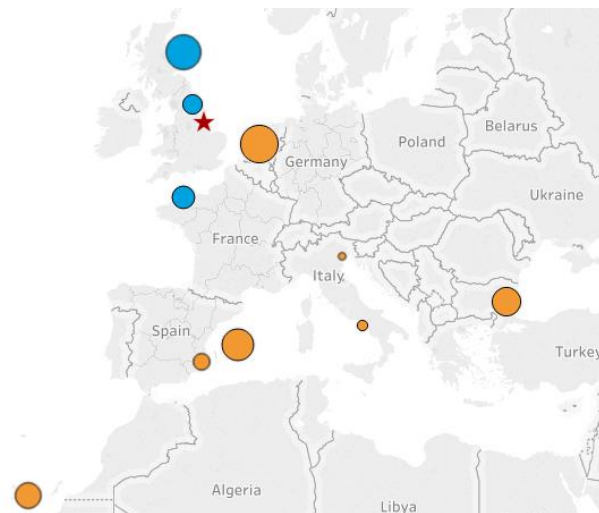 Poland
Belarus
Germany
Ukraine
France
Italy
Spain
Turkey
Algeria
Libya